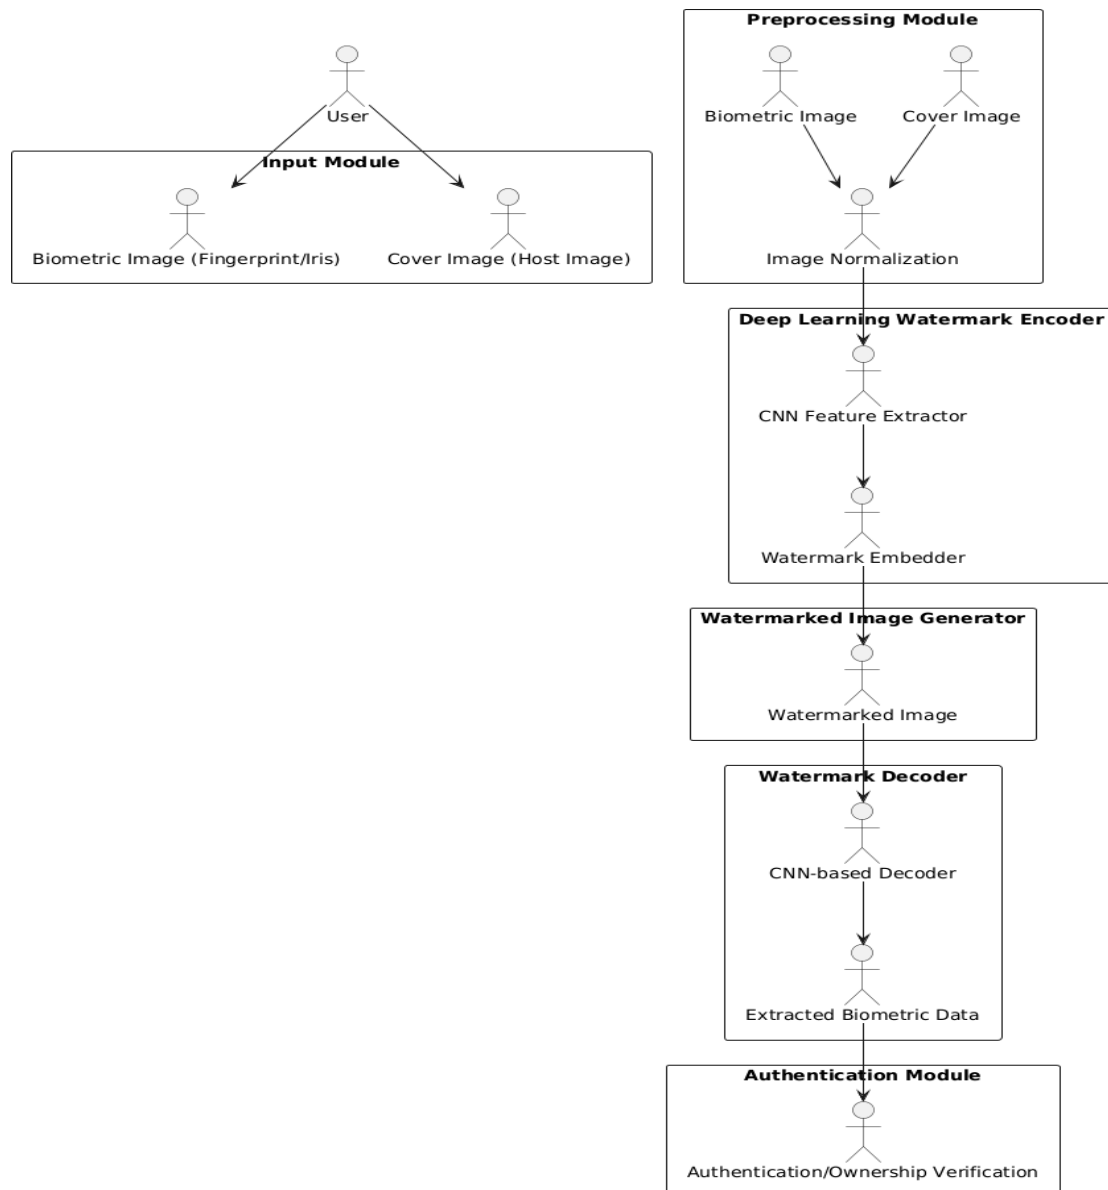 User
Input Module
Biometric Image (Fingerprint/Iris)
Cover Image (Host Image)
Preprocessing Module
Biometric Image
Cover Image
Image Normalization
Deep Learning Watermark Encoder
CNN Feature Extractor
Watermark Embedder
Watermarked Image Generator
Watermarked Image
Watermark Decoder
CNN-based Decoder
Extracted Biometric Data
Authentication Module
Authentication/Ownership Verification